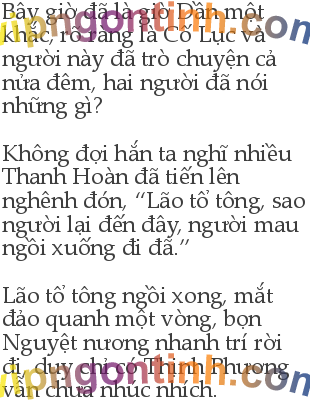 Bây giờ đã là giờ Dần một
khắc, rõ ràng là Cố Lục và
người này đã trò chuyện cả
nửa đêm, hai người đã nói
những gì?
Không đợi hắn ta nghĩ nhiều
Thanh Hoàn đã tiến lên
nghênh đón, “Lão tổ tông, sao
người lại đến đây, người mau
ngồi xuống đi đã.”
Lão tổ tông ngồi xong, mắt
đảo quanh một vòng, bọn
Nguyệt nương nhanh trí rời
đi, duy chỉ có Thịnh Phương
vẫn chưa nhúc nhích.